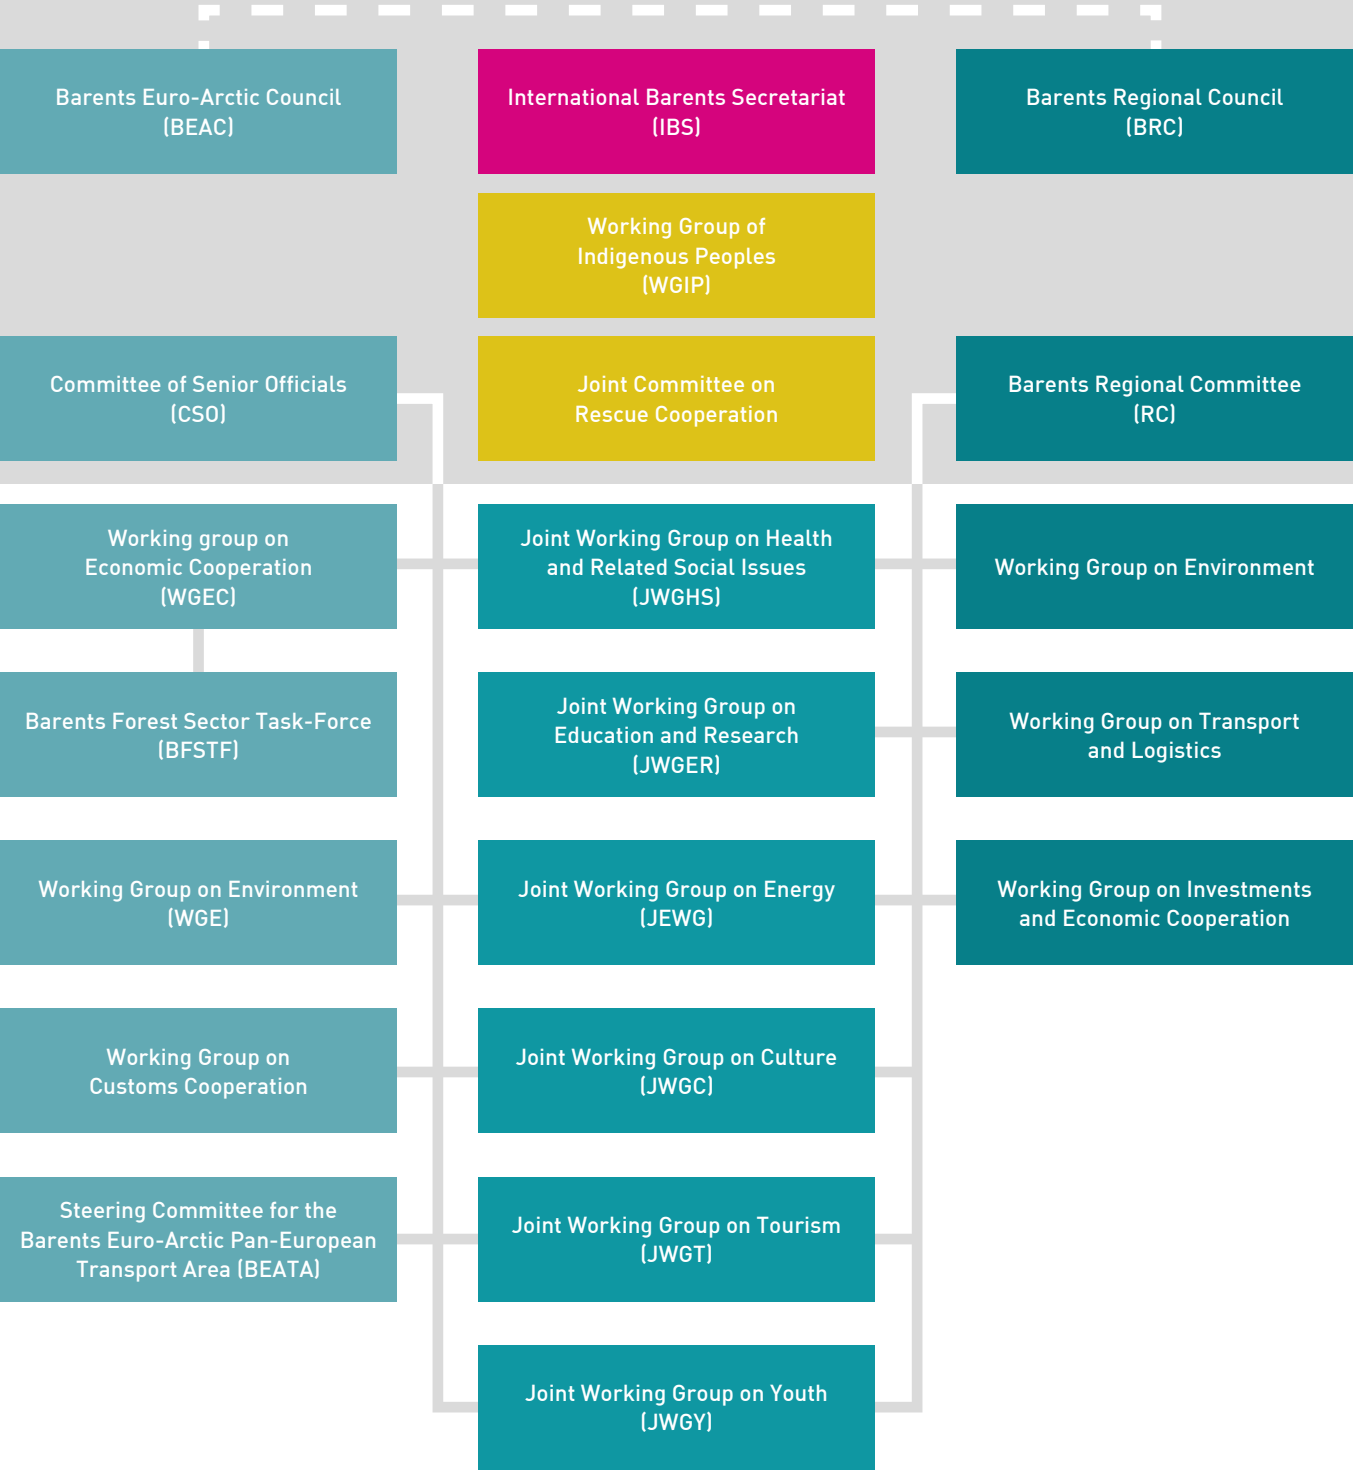 Barents Euro-Arctic Council
(BEAC)
International Barents Secretariat
(IBS)
Barents Regional Council
(BRC)
Working Group of
Indigenous Peoples
(WGIP)
Committee of Senior Officials
(CSO)
Joint Committee on
Rescue Cooperation
Barents Regional Committee
(RC)
Working group on
Economic Cooperation
(WGEC)
Joint Working Group on Health
and Related Social Issues
(JWGHS)
Working Group on Environment
Barents Forest Sector Task-Force
(BFSTF)
Joint Working Group on
Education and Research
(JWGER)
Working Group on Transport
and Logistics
Working Group on Environment
(WGE)
Joint Working Group on Energy
(JEWG)
Working Group on Investments
and Economic Cooperation
Working Group on
Customs Cooperation
Joint Working Group on Culture
(JWGC)
Steering Committee for the
Barents Euro-Arctic Pan-European
Transport Area (BEATA)
Joint Working Group on Tourism
(JWGT)
Joint Working Group on Youth
(JWGY)